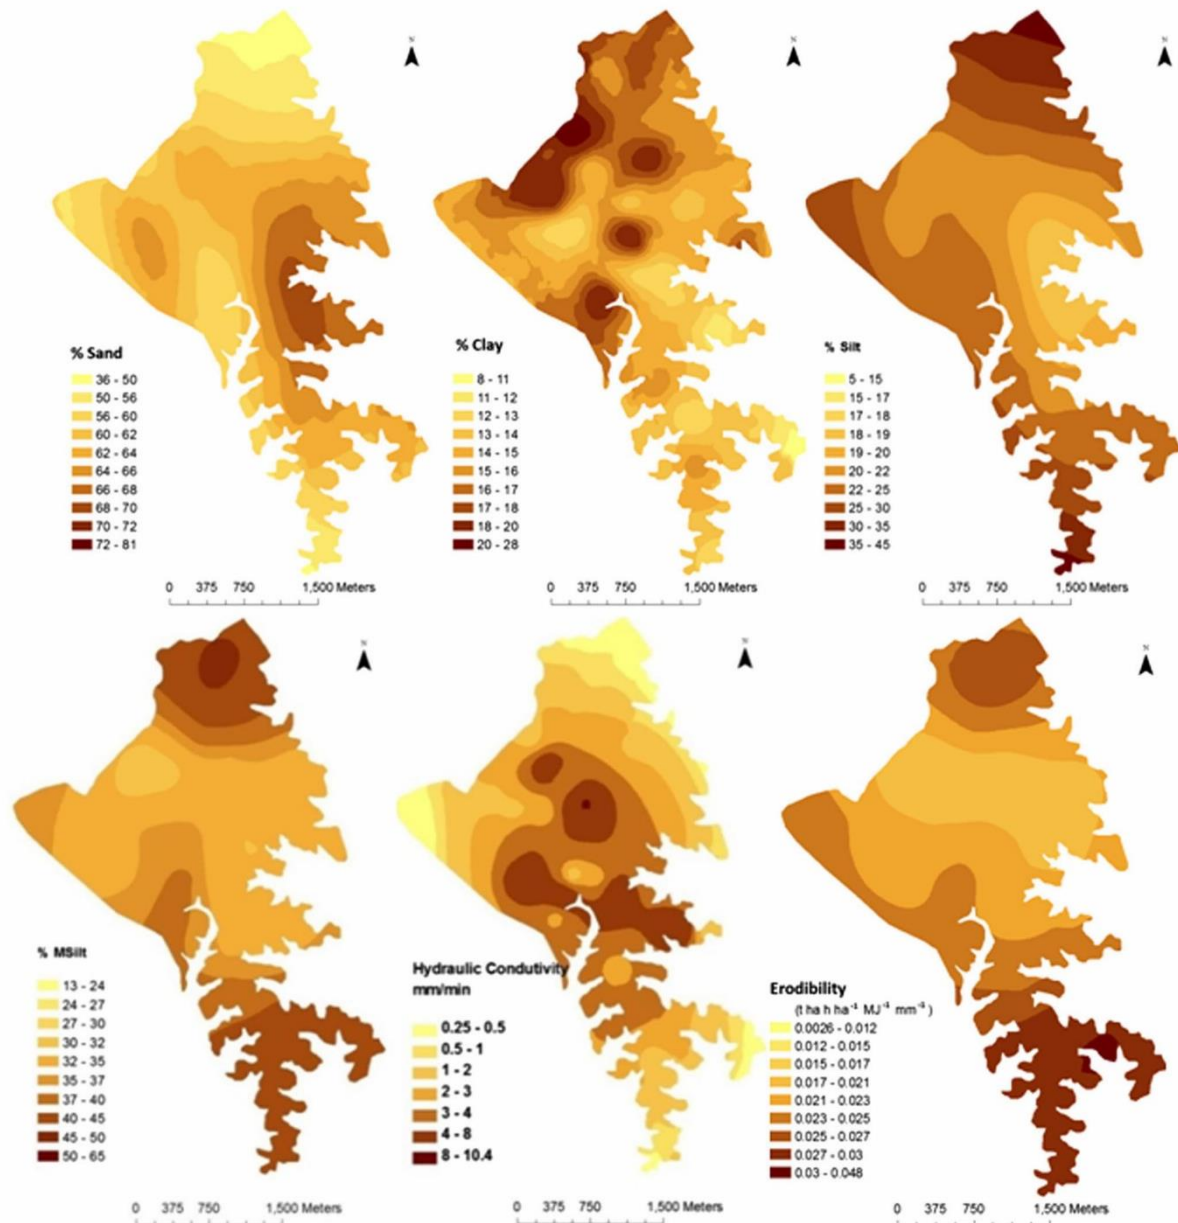 N
N
N
% Sand
36 - 50
50 - 56
56 - 60
60 - 62
62 - 64
64 - 66
66 - 68
68 - 70
70 - 72
72 - 81
0 375 750 1,500 Meters
% Clay
8 - 11
11 - 12
12 - 13
13 - 14
14 - 15
15 - 16
16 - 17
17 - 18
18 - 20
20 - 28
0 375 750 1,500 Meters
% Silt
5 - 15
15 - 17
17 - 18
18 - 19
19 - 20
20 - 22
22 - 25
25 - 30
30 - 35
35 - 45
0 375 750 1,500 Meters
N
N
N
% MSilt
13 - 24
24 - 27
27 - 30
30 - 32
32 - 35
35 - 37
37 - 40
40 - 45
45 - 50
50 - 65
0 375 750 1,500 Meters
Hydraulic Condutivity
mm/min
0.25 - 0.5
0.5 - 1
1 - 2
2 - 3
3 - 4
4 - 8
8 - 10.4
0 375 750 1,500 Meters
Erodibility
(t ha h ha⁻¹ MJ⁻¹ mm⁻¹)
0.0026 - 0.012
0.012 - 0.015
0.015 - 0.017
0.017 - 0.021
0.021 - 0.023
0.023 - 0.025
0.025 - 0.027
0.027 - 0.03
0.03 - 0.048
0 375 750 1,500 Meters